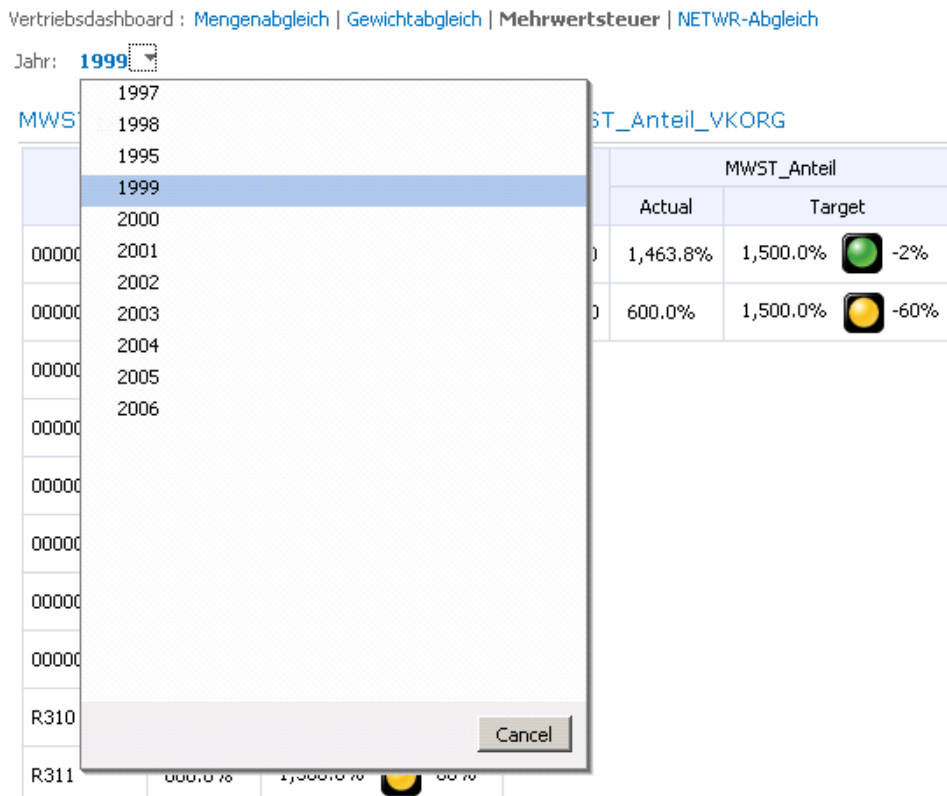 Vertriebsdashboard : Mengenabgleich | Gewichtabgleich | Mehrwertsteuer | NETWR-Abgleich
Jahr: 1999
1997
MWS ST_Anteil_VKORG
1998
1995
MWST_Anteil
1999
Actual Target
2000
2001
00000 1,463.8% 1,500.0% -2%
2002
2003
00000 600.0% 1,500.0% -60%
2004
2005
00000
2006
00000
00000
00000
00000
00000
R310
Cancel
R311